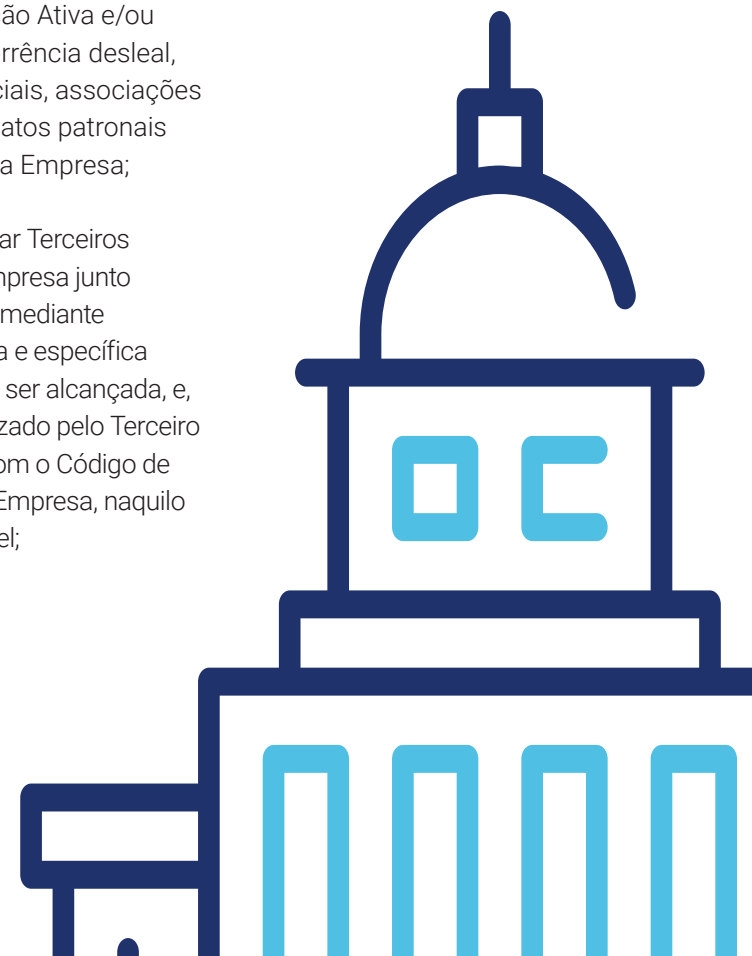 ão Ativa e/ou
rrência desleal,
ciais, associações
atos patronais
a Empresa;
ar Terceiros
mpresa junto
mediante
a e específica
ser alcançada, e,
zado pelo Terceiro
om o Código de
Empresa, naquilo
el;